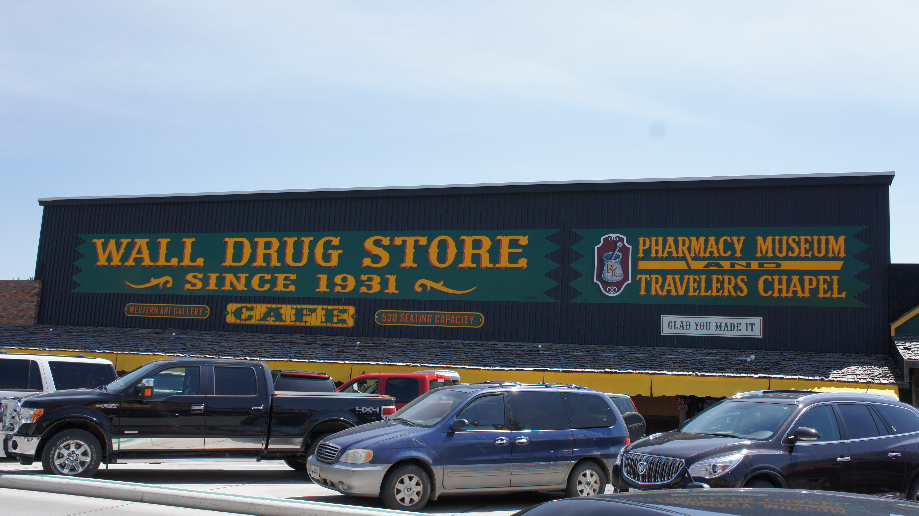 WALL DRUG STORE
SINCE 1931
WESTERN ART GALLERY
CAFE
530 SEATING CAPACITY
PHARMACY MUSEUM
AND
TRAVELERS CHAPEL
GLAD YOU MADE IT
4X4